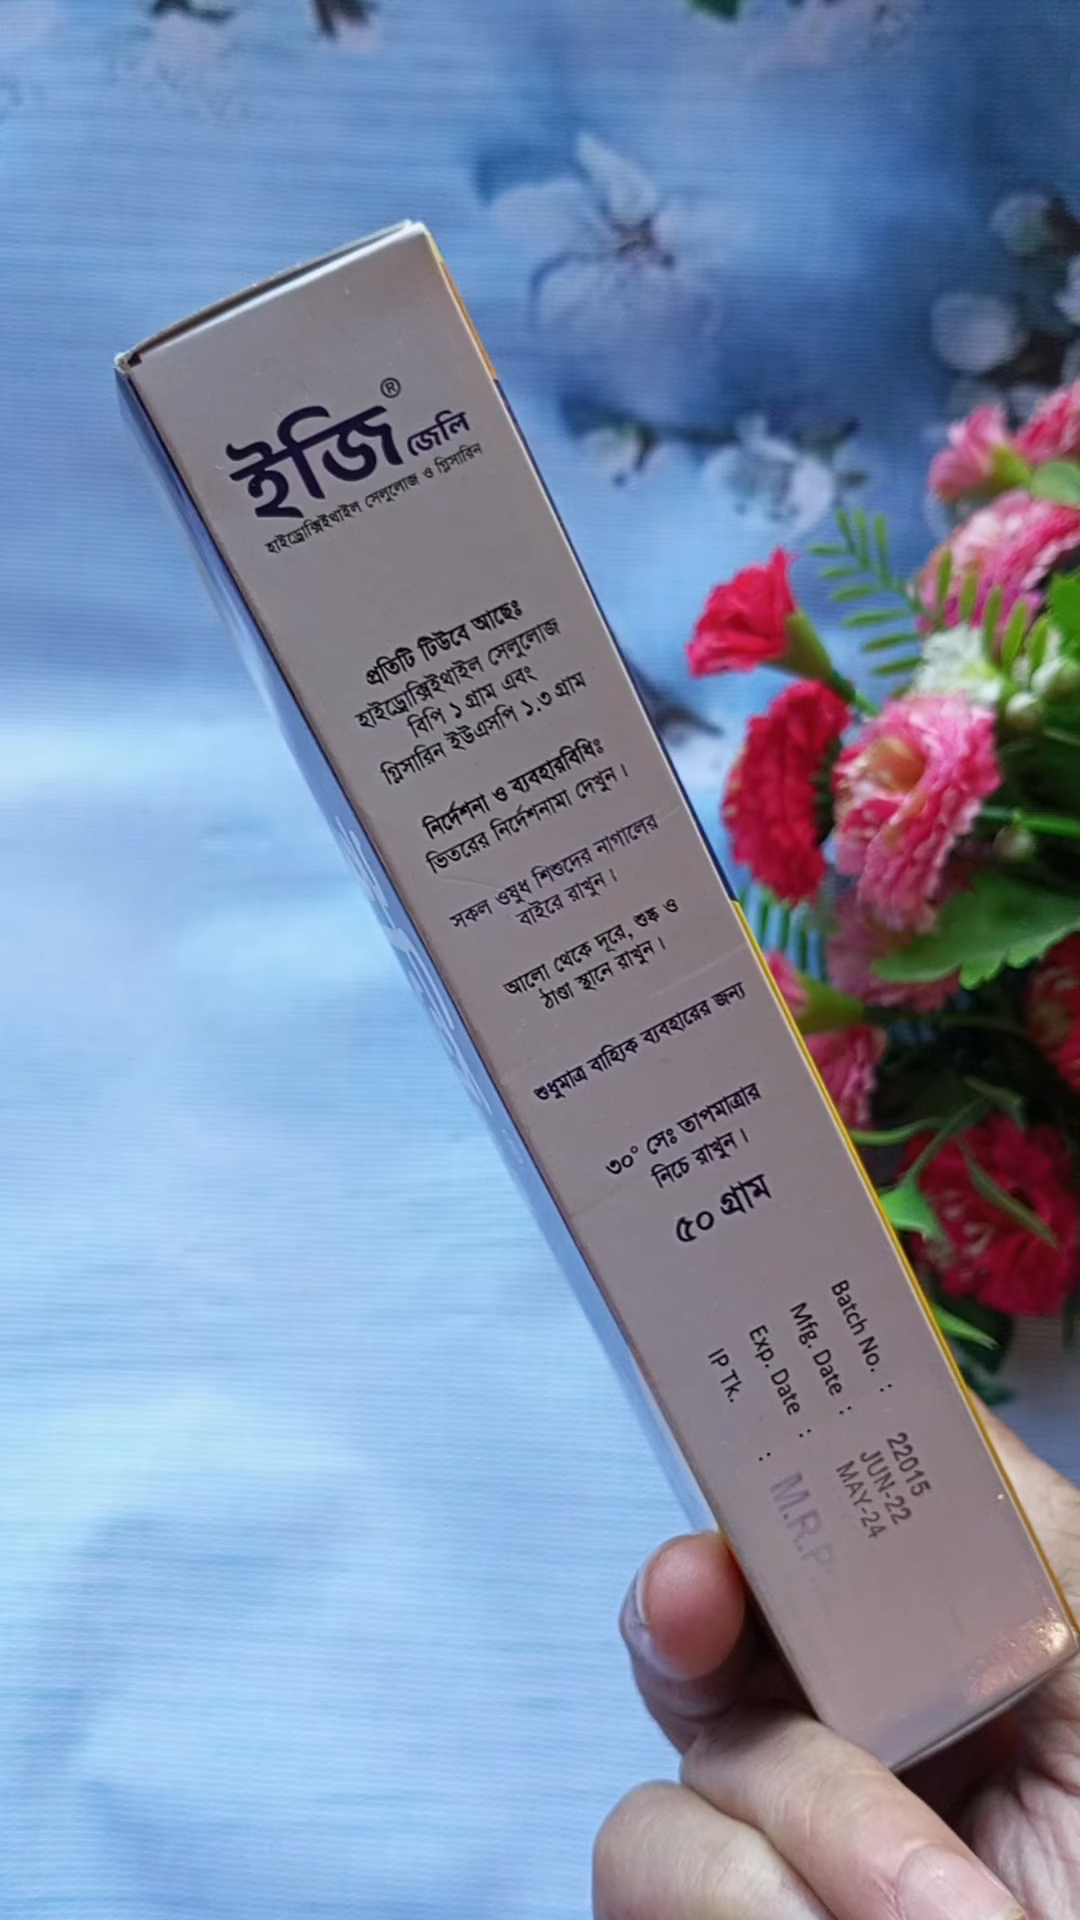 ইজি® জেলি
হাইড্রোক্সিইথাইল সেলুলোজ ও গ্লিসারিন
প্রতিটি টিউবে আছেঃ
হাইড্রোক্সিইথাইল সেলুলোজ
বিপি ১ গ্রাম এবং
গ্লিসারিন ইউএসপি ১.৩ গ্রাম
নির্দেশনা ও ব্যবহারবিধিঃ
ভিতরের নির্দেশনামা দেখুন।
সকল ওষুধ শিশুদের নাগালের
বাইরে রাখুন।
আলো থেকে দূরে, শুষ্ক ও
ঠাণ্ডা স্থানে রাখুন।
শুধুমাত্র বাহ্যিক ব্যবহারের জন্য
৩০° সেঃ তাপমাত্রার
নিচে রাখুন।
৫০ গ্রাম
Batch No. : 22015
Mfg. Date : JUN-22
Exp. Date : MAY-24
IP Tk. : M.R.P